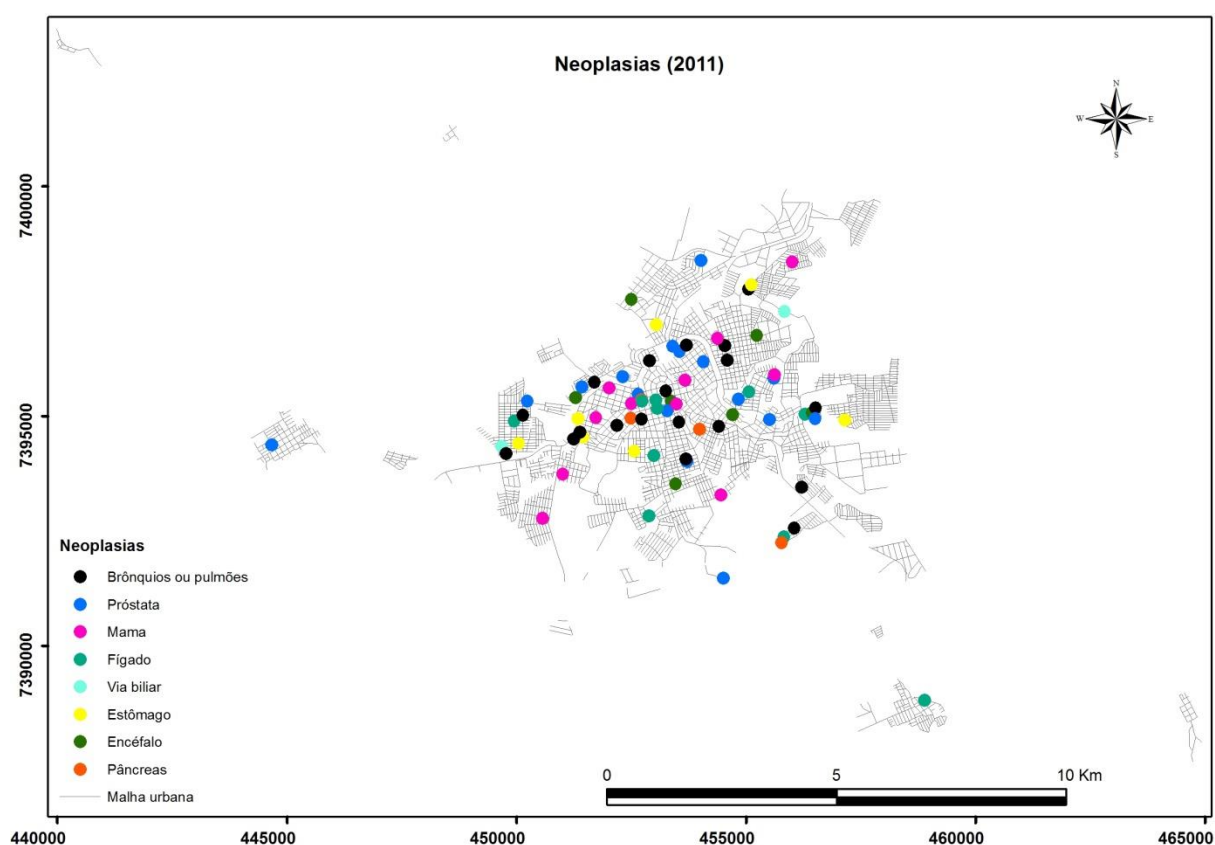 Neoplasias (2011)
N
W E
S
7400000
7395000
7390000
Neoplasias
Brônquios ou pulmões
Próstata
Mama
Fígado
Via biliar
Estômago
Encéfalo
Pâncreas
Malha urbana
0 5 10 Km
440000 445000 450000 455000 460000 465000